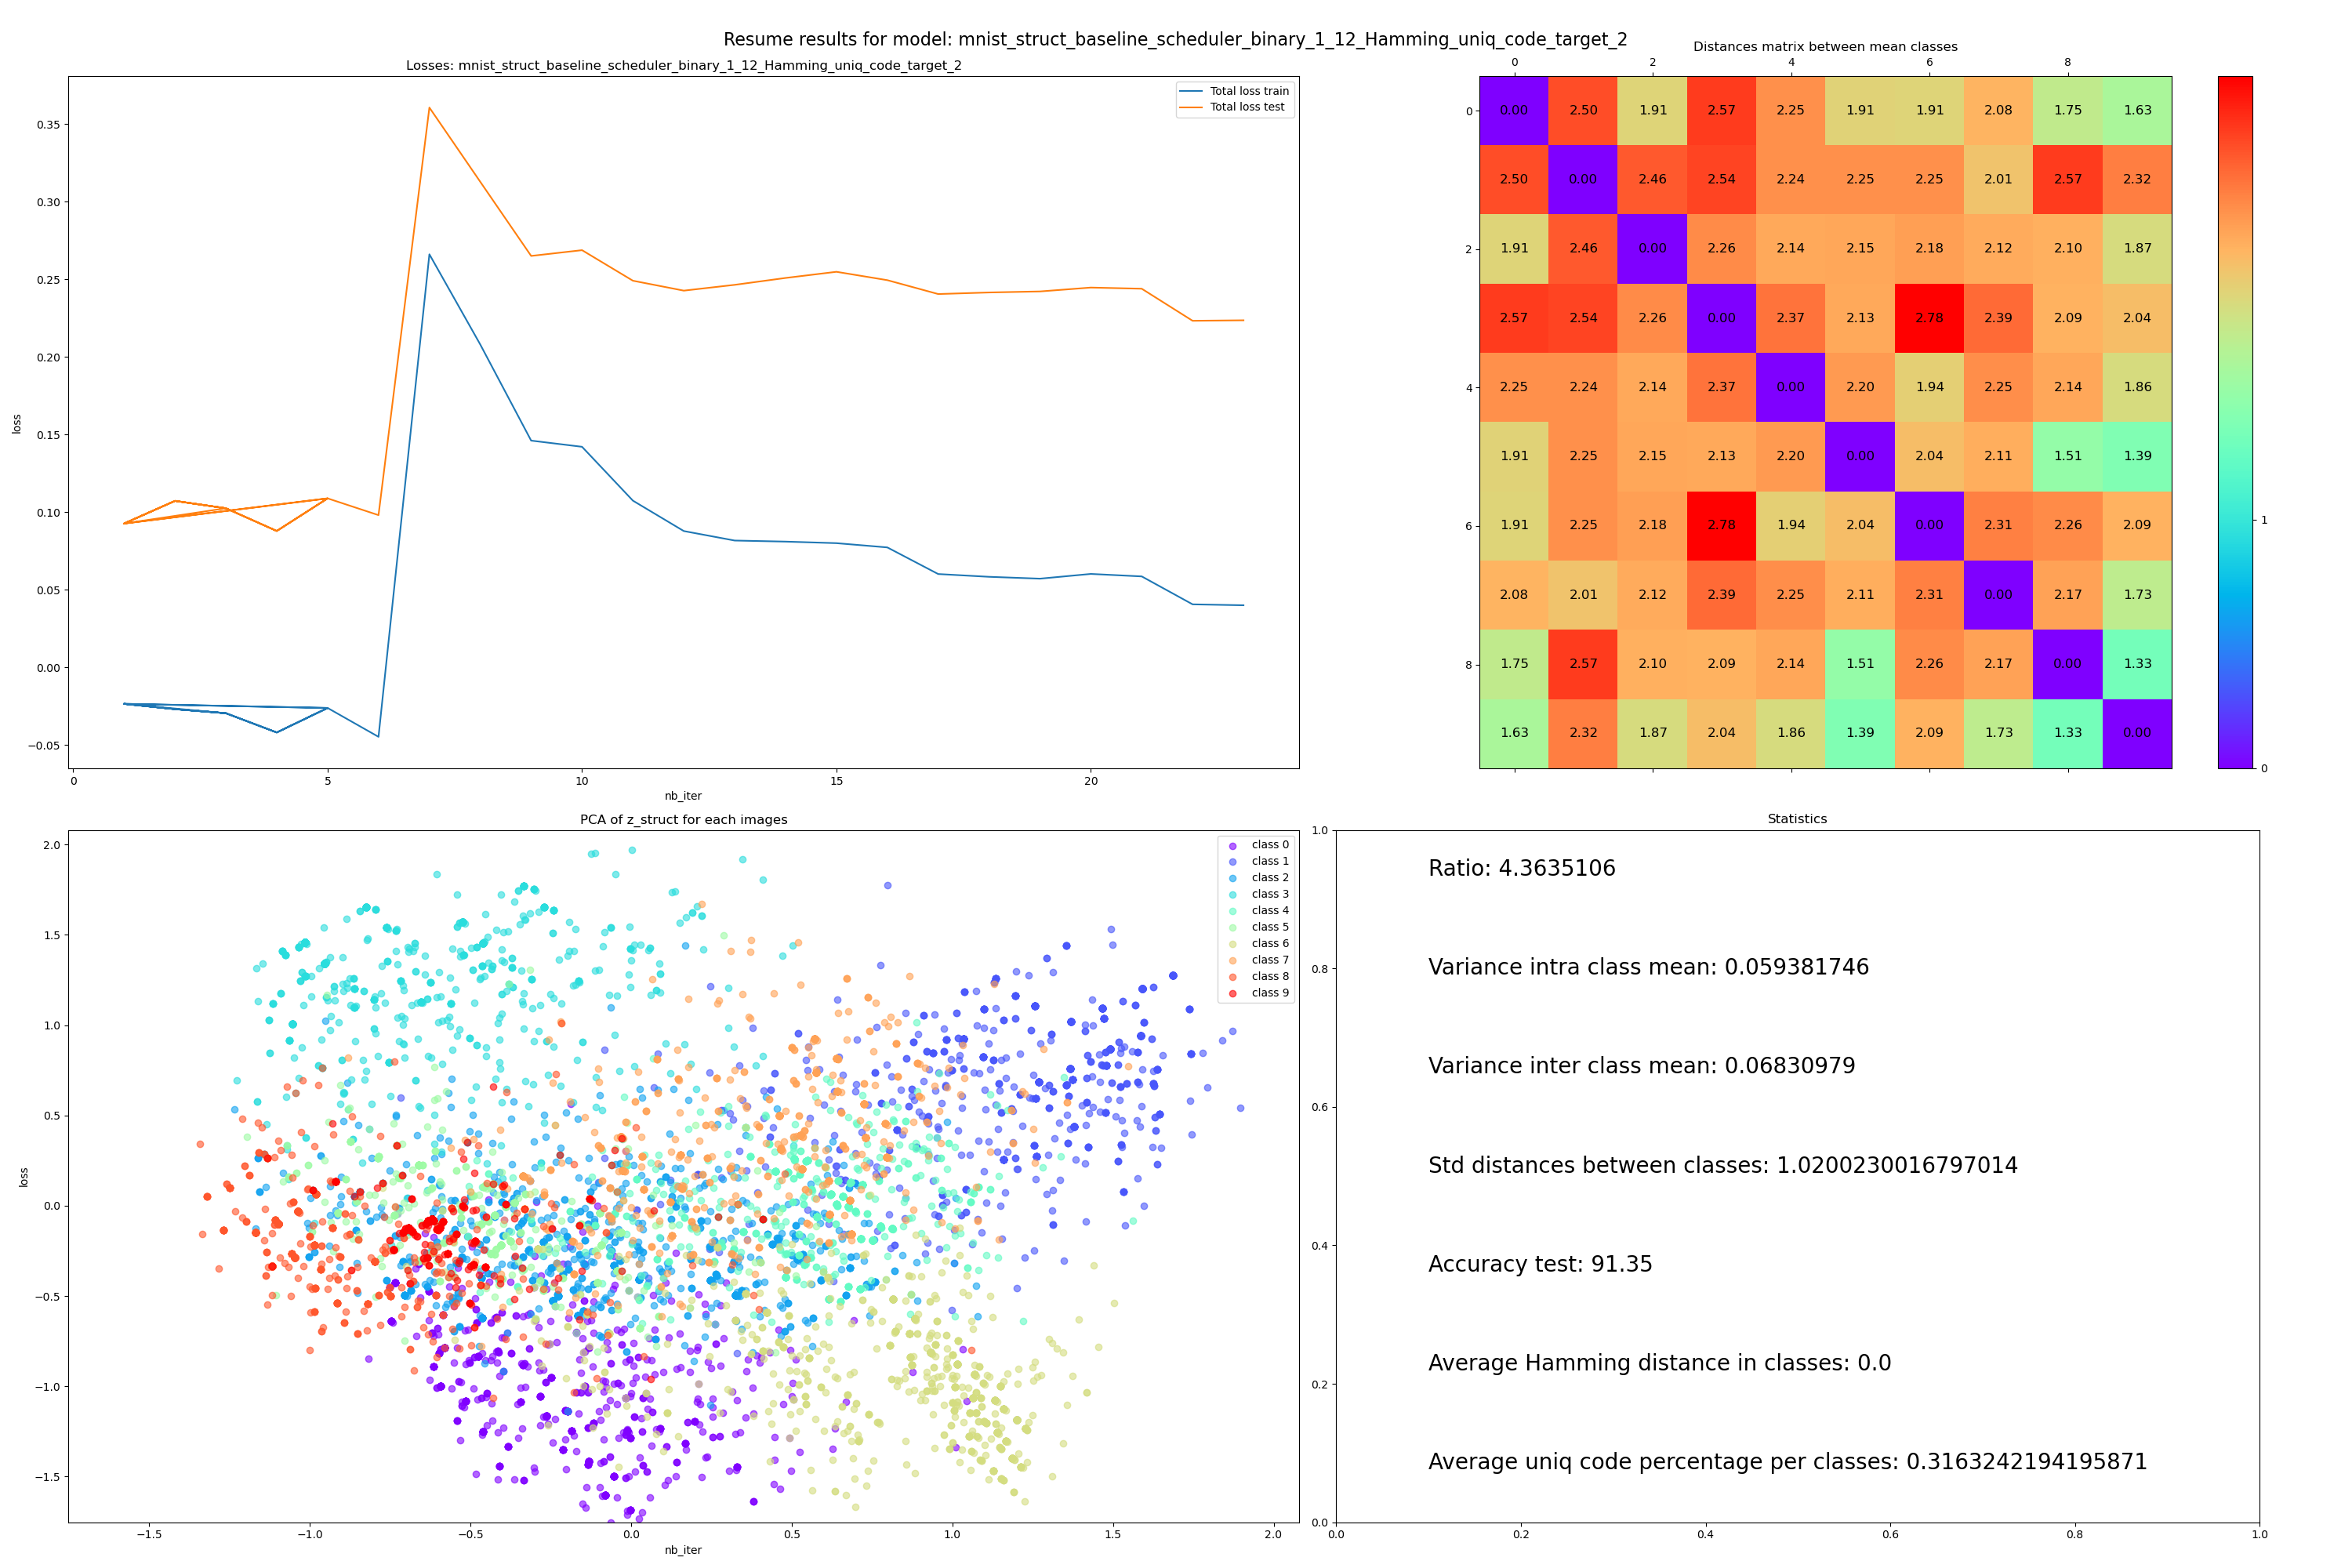 Resume results for model: mnist_struct_baseline_scheduler_binary_1_12_Hamming_uniq_code_target_2
Losses: mnist_struct_baseline_scheduler_binary_1_12_Hamming_uniq_code_target_2
Total loss train
Total loss test
0.35
0.30
0.25
0.20
0.15
0.10
0.05
0.00
−0.05
loss
0 5 10 15 20
nb_iter
Distances matrix between mean classes
0 2 4 6 8
0 0.00 2.50 1.91 2.57 2.25 1.91 1.91 2.08 1.75 1.63
2.50 0.00 2.46 2.54 2.24 2.25 2.25 2.01 2.57 2.32
2 1.91 2.46 0.00 2.26 2.14 2.15 2.18 2.12 2.10 1.87
2.57 2.54 2.26 0.00 2.37 2.13 2.78 2.39 2.09 2.04
4 2.25 2.24 2.14 2.37 0.00 2.20 1.94 2.25 2.14 1.86
1.91 2.25 2.15 2.13 2.20 0.00 2.04 2.11 1.51 1.39
6 1.91 2.25 2.18 2.78 1.94 2.04 0.00 2.31 2.26 2.09
2.08 2.01 2.12 2.39 2.25 2.11 2.31 0.00 2.17 1.73
8 1.75 2.57 2.10 2.09 2.14 1.51 2.26 2.17 0.00 1.33
1.63 2.32 1.87 2.04 1.86 1.39 2.09 1.73 1.33 0.00
1
0
PCA of z_struct for each images
class 0
class 1
class 2
class 3
class 4
class 5
class 6
class 7
class 8
class 9
2.0
1.5
1.0
0.5
0.0
−0.5
−1.0
−1.5
loss
−1.5 −1.0 −0.5 0.0 0.5 1.0 1.5 2.0
nb_iter
Statistics
1.0
0.8
0.6
0.4
0.2
0.0
Ratio: 4.3635106
Variance intra class mean: 0.059381746
Variance inter class mean: 0.06830979
Std distances between classes: 1.0200230016797014
Accuracy test: 91.35
Average Hamming distance in classes: 0.0
Average uniq code percentage per classes: 0.3163242194195871
0.0 0.2 0.4 0.6 0.8 1.0